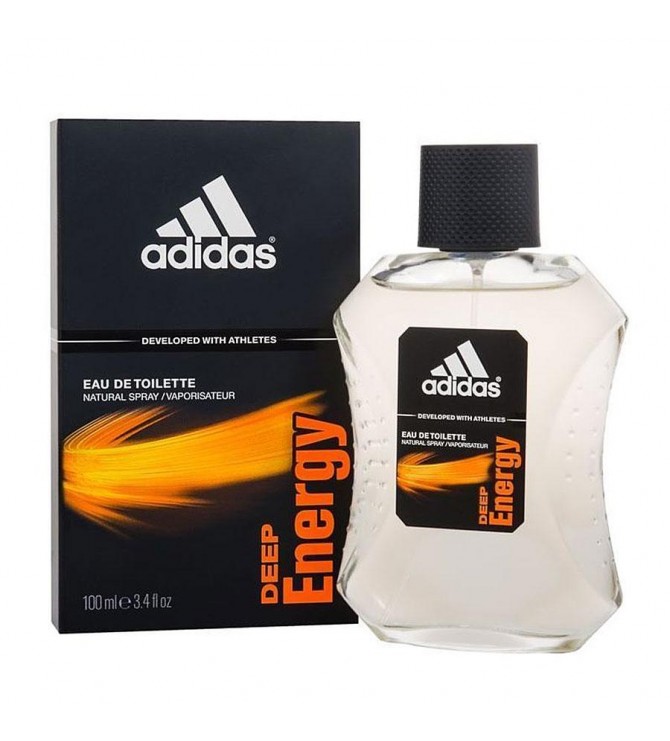 adidas®
DEVELOPED WITH ATHLETES
EAU DE TOILETTE
NATURAL SPRAY/VAPORISATEUR
DEEP
Energy
100 ml e 3.4 fl oz
adidas®
DEVELOPED WITH ATHLETES
EAU DE TOILETTE
NATURAL SPRAY/VAPORISATEUR
DEEP
Energy